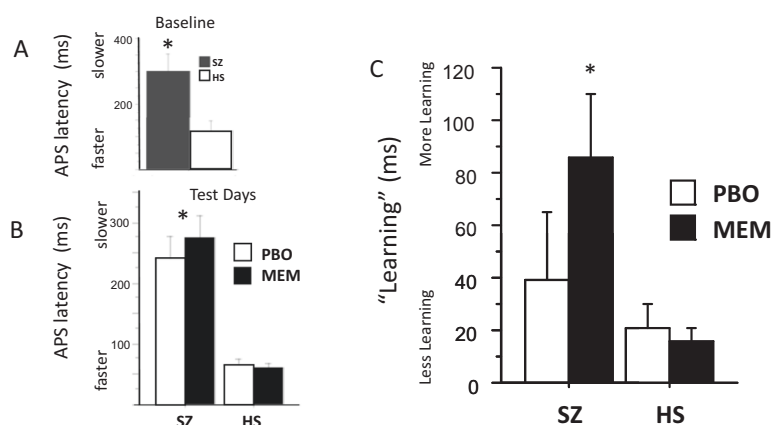 A
Baseline
APS latency (ms)
slower
faster
400
200
*
SZ
HS
B
Test Days
APS latency (ms)
slower
faster
300
200
100
*
PBO
MEM
SZ
HS
C
"Learning" (ms)
More Learning
Less Learning
120
100
80
60
40
20
0
*
PBO
MEM
SZ
HS